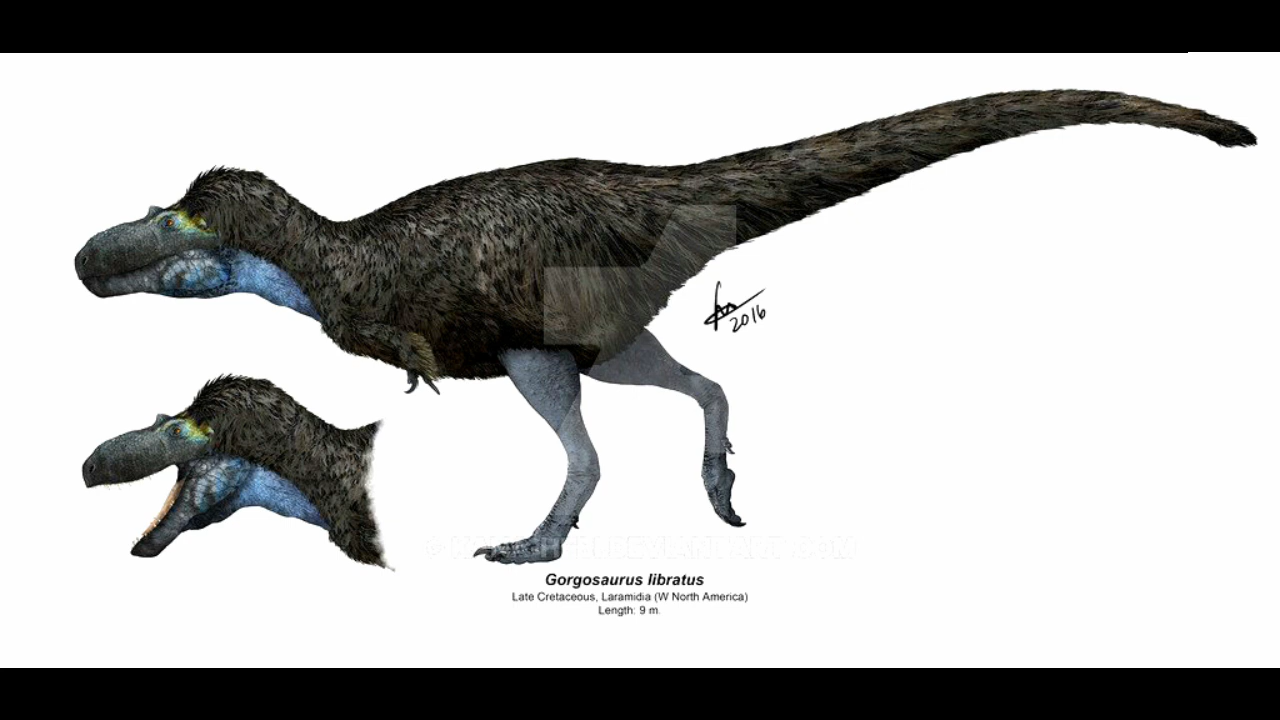 2016
Gorgosaurus libratus
Late Cretaceous, Laramidia (W North America)
Length: 9 m.